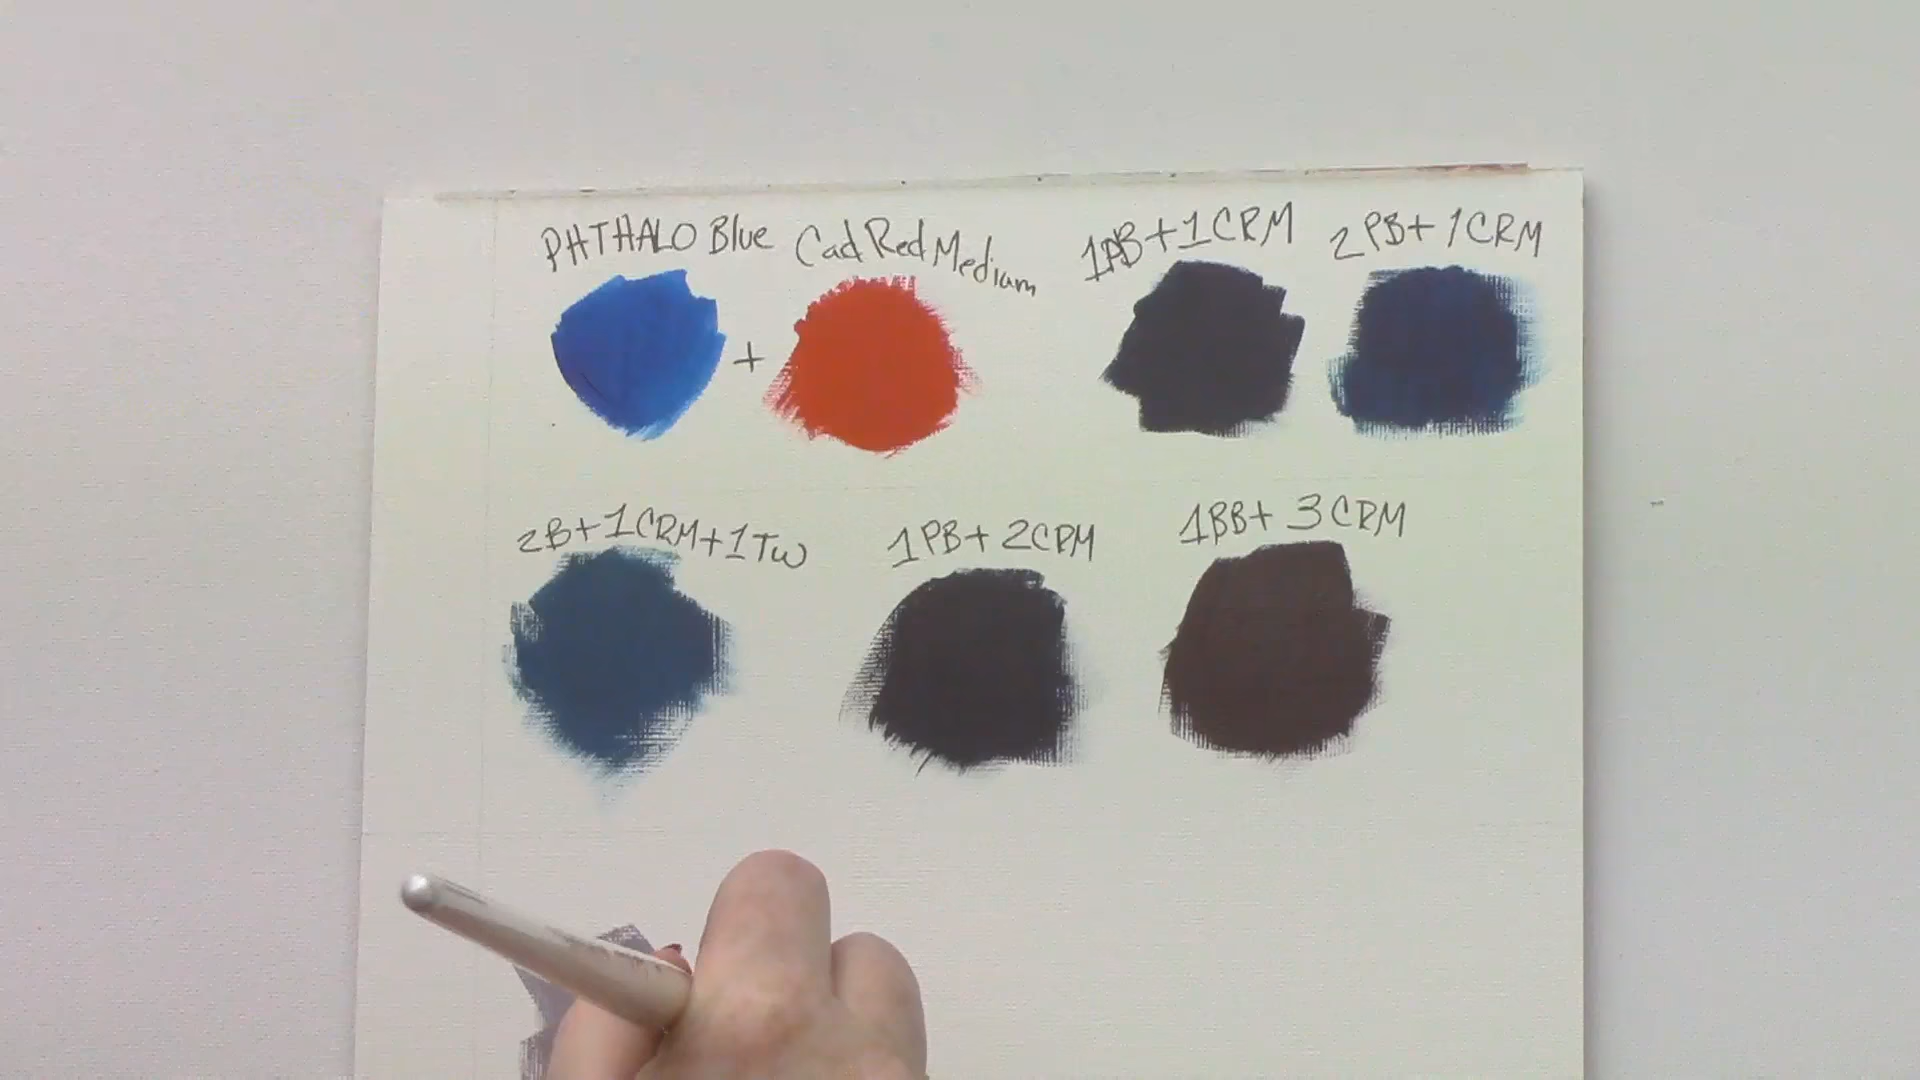 PHTHALO Blue
+
Cad Red Medium
1PB+1CRM
2PB+1CRM
2B+1CRM+1TW
1PB+2CRM
1BB+3CRM